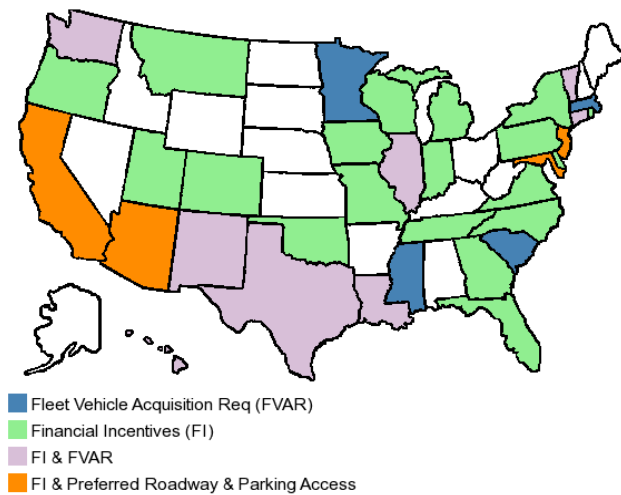 Fleet Vehicle Acquisition Req (FVAR)
Financial Incentives (FI)
FI & FVAR
FI & Preferred Roadway & Parking Access